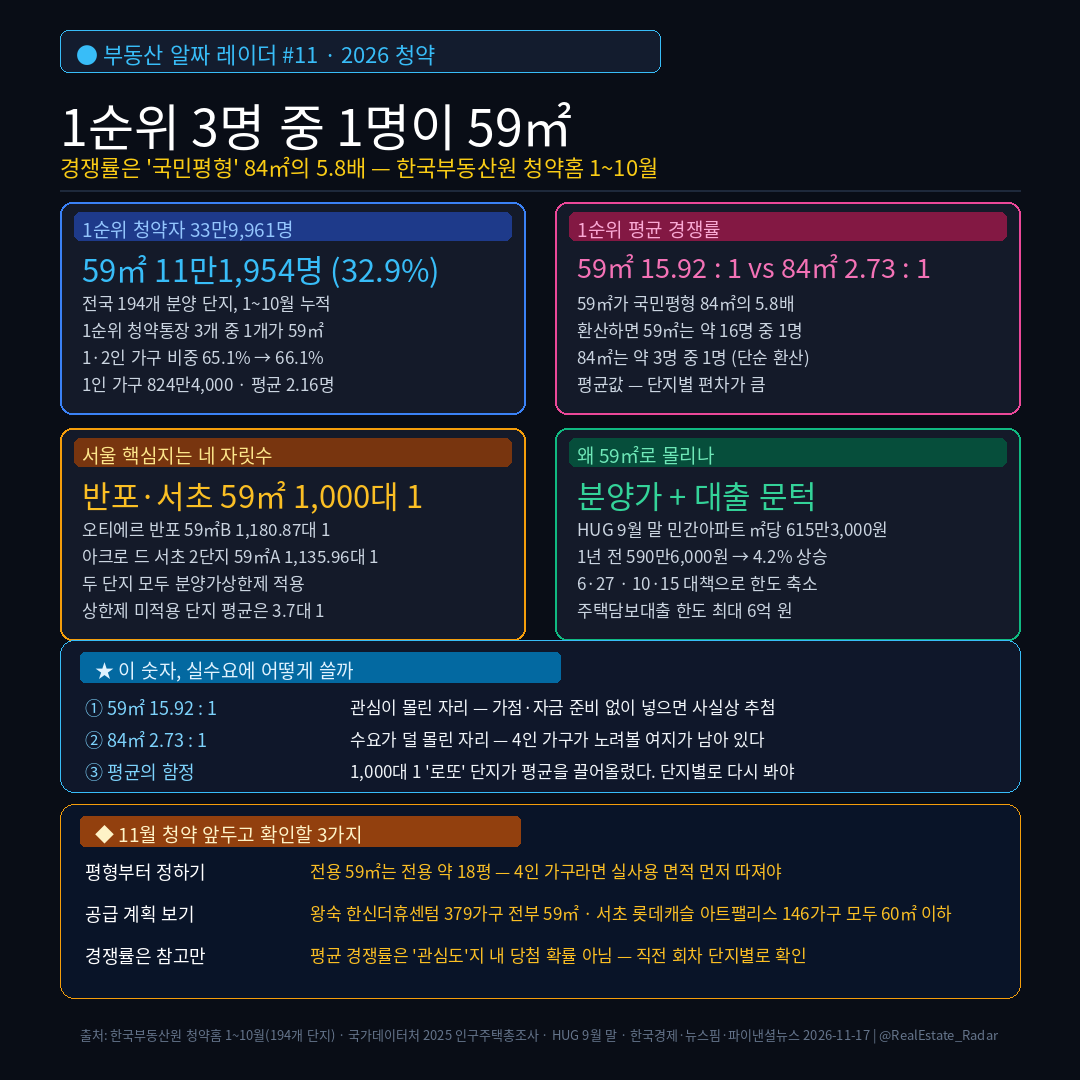 ● 부동산 알짜 레이더 #11 · 2026 청약
1순위 3명 중 1명이 59㎡
경쟁률은 '국민평형' 84㎡의 5.8배 — 한국부동산원 청약홈 1~10월
1순위 청약자 33만9,961명
59㎡ 11만1,954명 (32.9%)
전국 194개 분양 단지, 1~10월 누적
1순위 청약통장 3개 중 1개가 59㎡
1·2인 가구 비중 65.1% → 66.1%
1인 가구 824만4,000 · 평균 2.16명
1순위 평균 경쟁률
59㎡ 15.92 : 1 vs 84㎡ 2.73 : 1
59㎡가 국민평형 84㎡의 5.8배
환산하면 59㎡는 약 16명 중 1명
84㎡는 약 3명 중 1명 (단순 환산)
평균값 — 단지별 편차가 큼
서울 핵심지는 네 자릿수
반포·서초 59㎡ 1,000대 1
오티에르 반포 59㎡B 1,180.87대 1
아크로 드 서초 2단지 59㎡A 1,135.96대 1
두 단지 모두 분양가상한제 적용
상한제 미적용 단지 평균은 3.7대 1
왜 59㎡로 몰리나
분양가 + 대출 문턱
HUG 9월 말 민간아파트 ㎡당 615만3,000원
1년 전 590만6,000원 → 4.2% 상승
6·27 · 10·15 대책으로 한도 축소
주택담보대출 한도 최대 6억 원
★ 이 숫자, 실수요에 어떻게 쓸까
① 59㎡ 15.92 : 1 관심이 몰린 자리 — 가점·자금 준비 없이 넣으면 사실상 추첨
② 84㎡ 2.73 : 1 수요가 덜 몰린 자리 — 4인 가구가 노려볼 여지가 남아 있다
③ 평균의 함정 1,000대 1 '로또' 단지가 평균을 끌어올렸다. 단지별로 다시 봐야
◆ 11월 청약 앞두고 확인할 3가지
평형부터 정하기 전용 59㎡는 전용 약 18평 — 4인 가구라면 실사용 면적 먼저 따져야
공급 계획 보기 왕숙 한신더휴센텀 379가구 전부 59㎡ · 서초 롯데캐슬 아트팰리스 146가구 모두 60㎡ 이하
경쟁률은 참고만 평균 경쟁률은 '관심도'지 내 당첨 확률 아님 — 직전 회차 단지별로 확인
출처: 한국부동산원 청약홈 1~10월(194개 단지) · 국가데이터처 2025 인구주택총조사 · HUG 9월 말 · 한국경제·뉴스핌·파이낸셜뉴스 2026-11-17 | @RealEstate_Radar